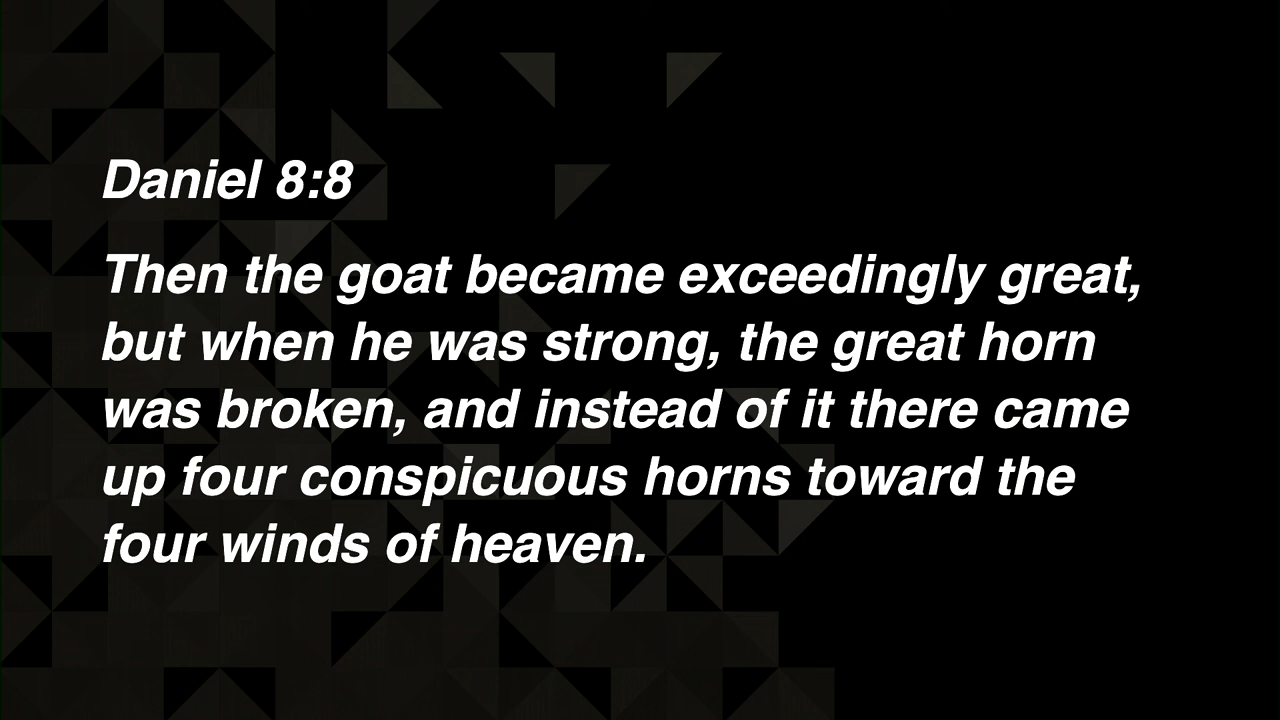 Daniel 8:8
Then the goat became exceedingly great,
but when he was strong, the great horn
was broken, and instead of it there came
up four conspicuous horns toward the
four winds of heaven.